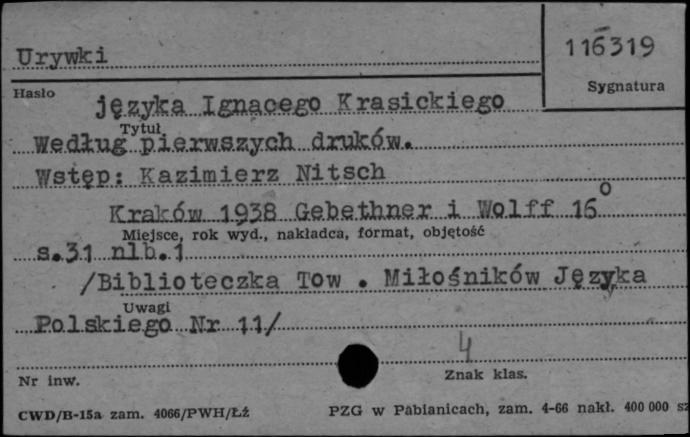 Urywki
116319
Hasło
Sygnatura
języka Ignacego Krasickiego
Tytuł
Według pierwszych druków.
Wstęp: Kazimierz Nitsch
Kraków 1938 Gebethner i Wolff 16o
Miejsce, rok wyd., nakładca, format, objętość
s.31 nlb.1
/Biblioteczka Tow . Miłośników Języka
Uwagi
Polskiego Nr 11/
4
Nr inw.
Znak klas.
CWD/B-15a zam. 4066/PWH/Łź
PZG w Pabianicach, zam. 4-66 nakł. 400 000 sz